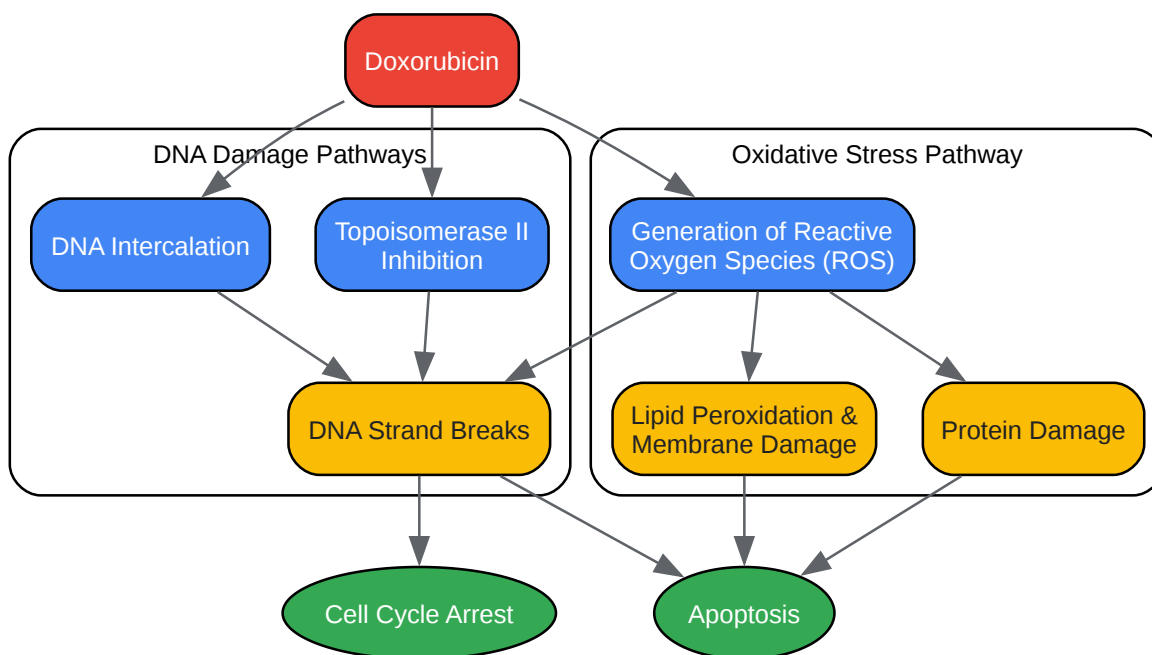 Doxorubicin
DNA Damage Pathways
Oxidative Stress Pathway
DNA Intercalation
Topoisomerase II
Inhibition
Generation of Reactive
Oxygen Species (ROS)
DNA Strand Breaks
Lipid Peroxidation &
Membrane Damage
Protein Damage
Cell Cycle Arrest
Apoptosis